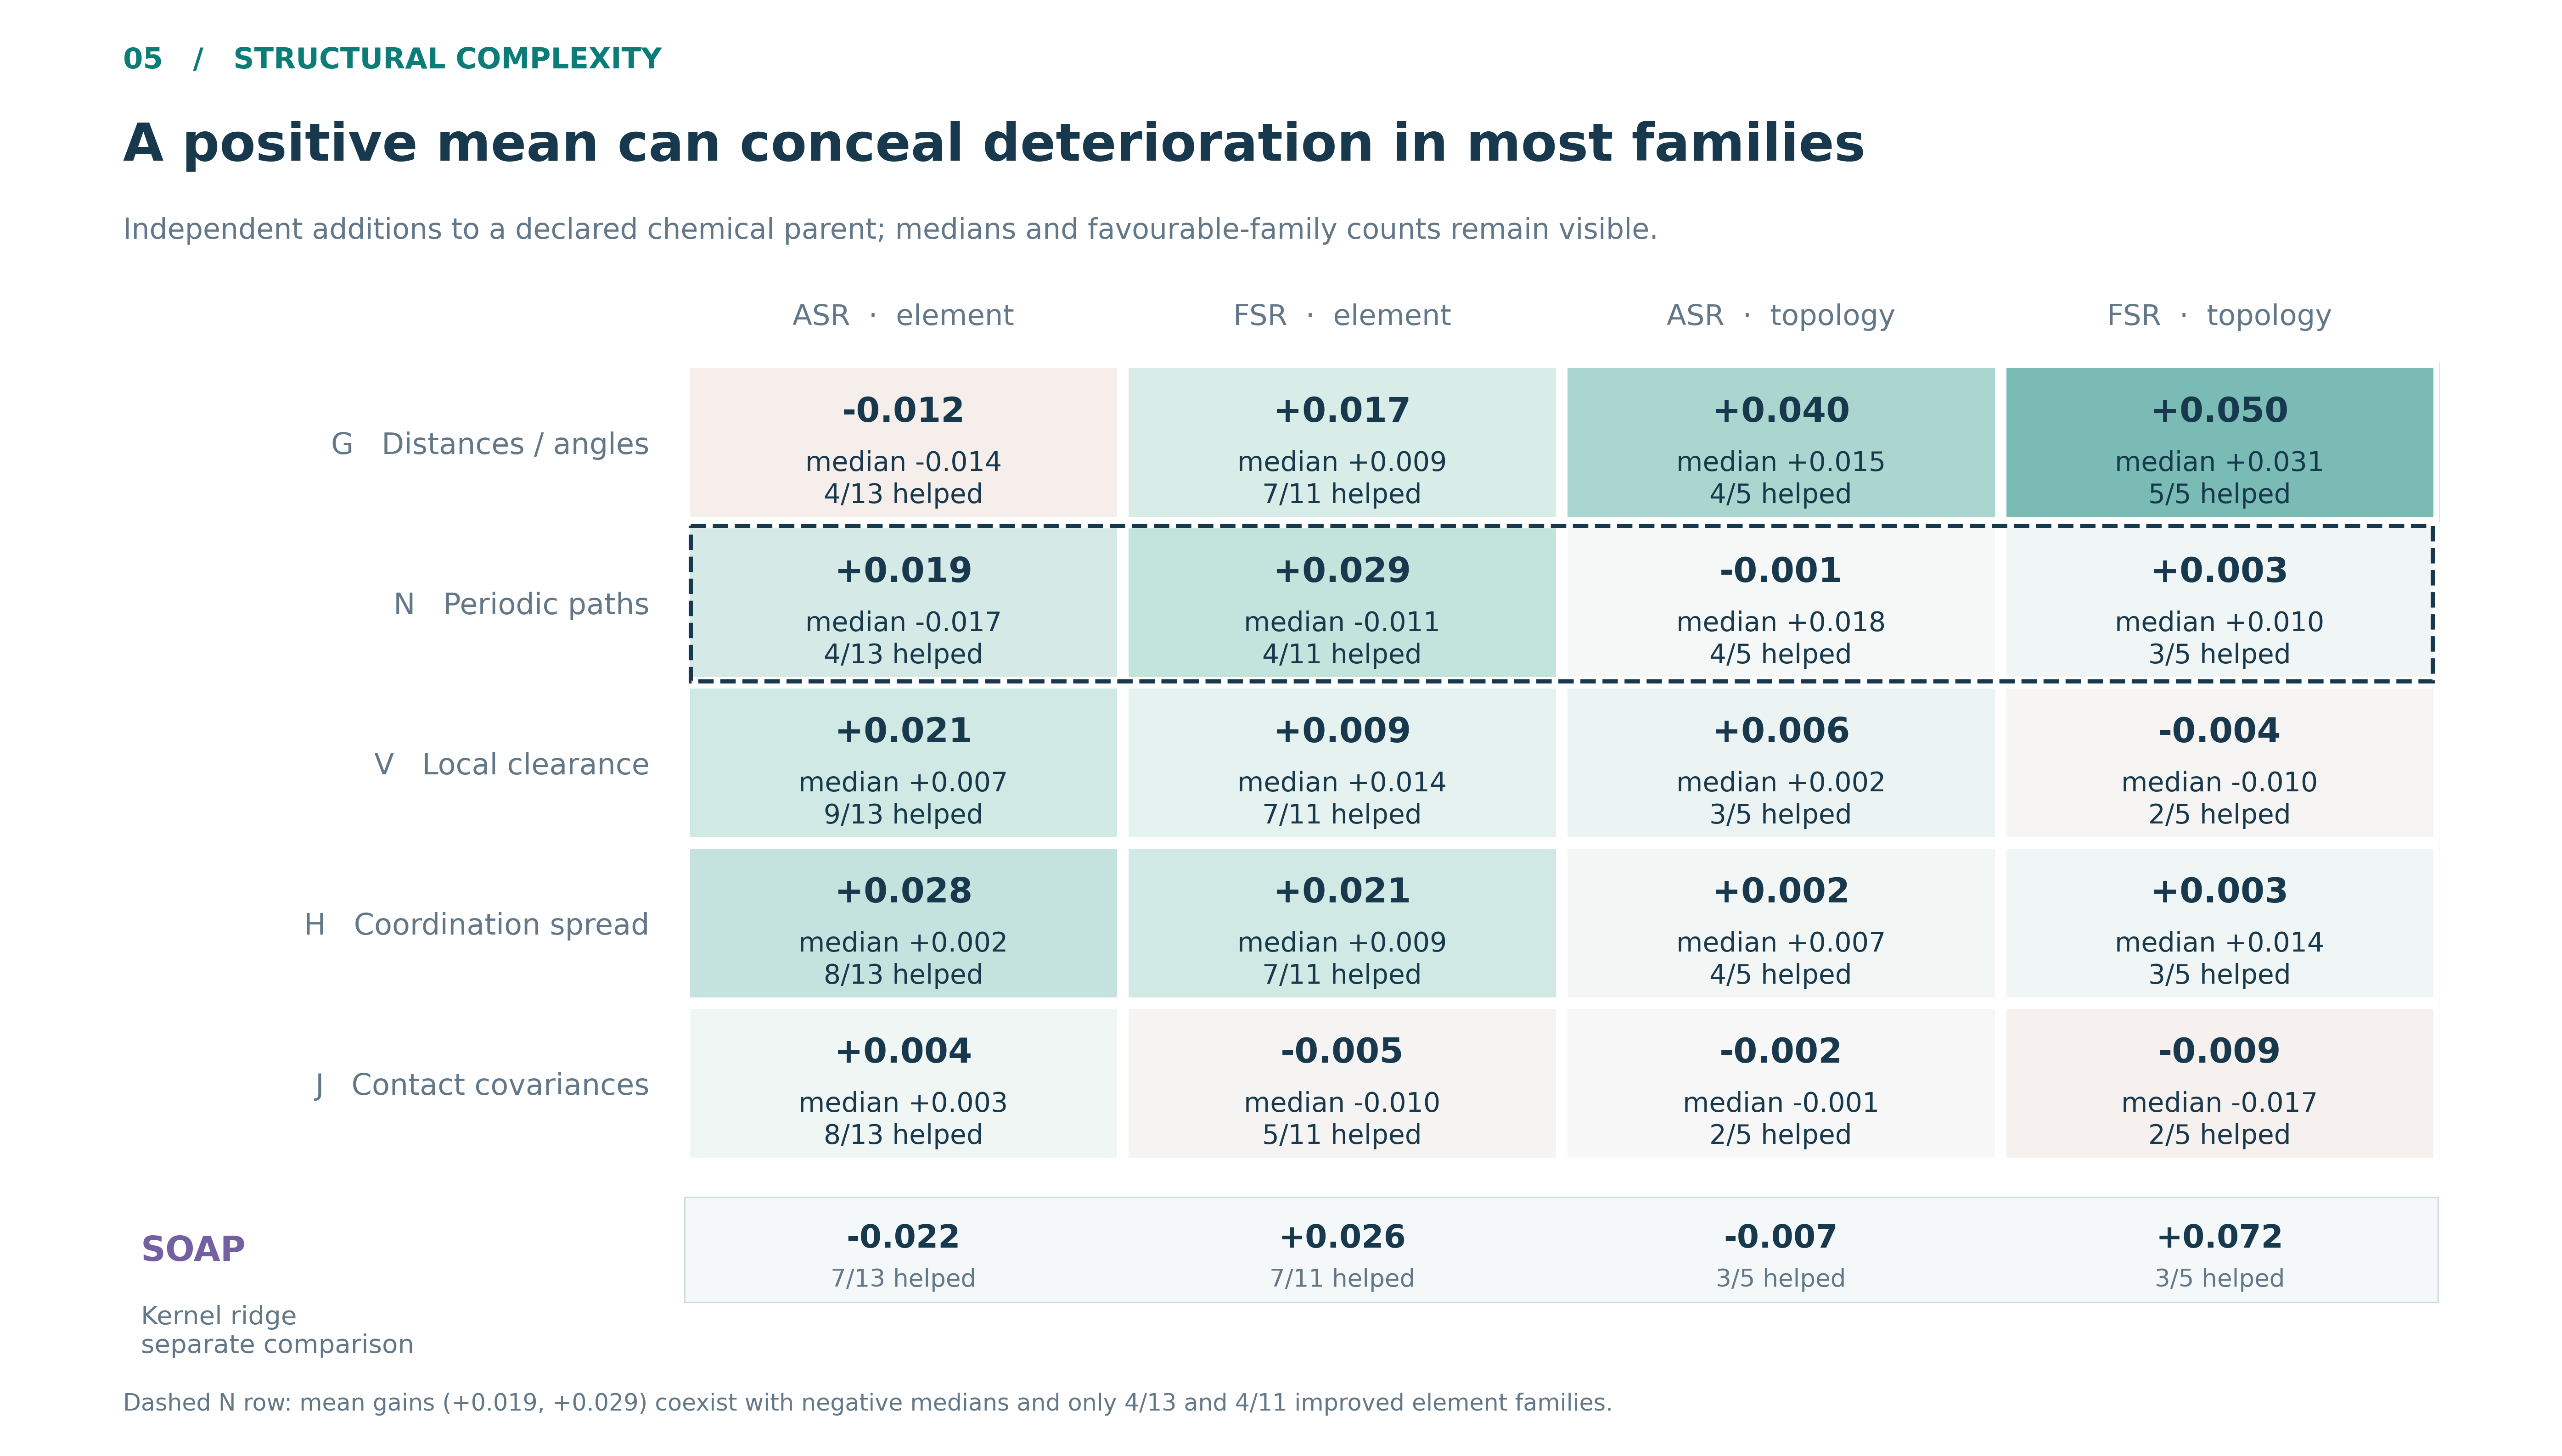 05 / STRUCTURAL COMPLEXITY
A positive mean can conceal deterioration in most families
Independent additions to a declared chemical parent; medians and favourable-family counts remain visible.
ASR · element FSR · element ASR · topology FSR · topology
G Distances / angles
-0.012 +0.017 +0.040 +0.050
median -0.014 median +0.009 median +0.015 median +0.031
4/13 helped 7/11 helped 4/5 helped 5/5 helped
N Periodic paths
+0.019 +0.029 -0.001 +0.003
median -0.017 median -0.011 median +0.018 median +0.010
4/13 helped 4/11 helped 4/5 helped 3/5 helped
V Local clearance
+0.021 +0.009 +0.006 -0.004
median +0.007 median +0.014 median +0.002 median -0.010
9/13 helped 7/11 helped 3/5 helped 2/5 helped
H Coordination spread
+0.028 +0.021 +0.002 +0.003
median +0.002 median +0.009 median +0.007 median +0.014
8/13 helped 7/11 helped 4/5 helped 3/5 helped
J Contact covariances
+0.004 -0.005 -0.002 -0.009
median +0.003 median -0.010 median -0.001 median -0.017
8/13 helped 5/11 helped 2/5 helped 2/5 helped
SOAP
-0.022 +0.026 -0.007 +0.072
7/13 helped 7/11 helped 3/5 helped 3/5 helped
Kernel ridge
separate comparison
Dashed N row: mean gains (+0.019, +0.029) coexist with negative medians and only 4/13 and 4/11 improved element families.